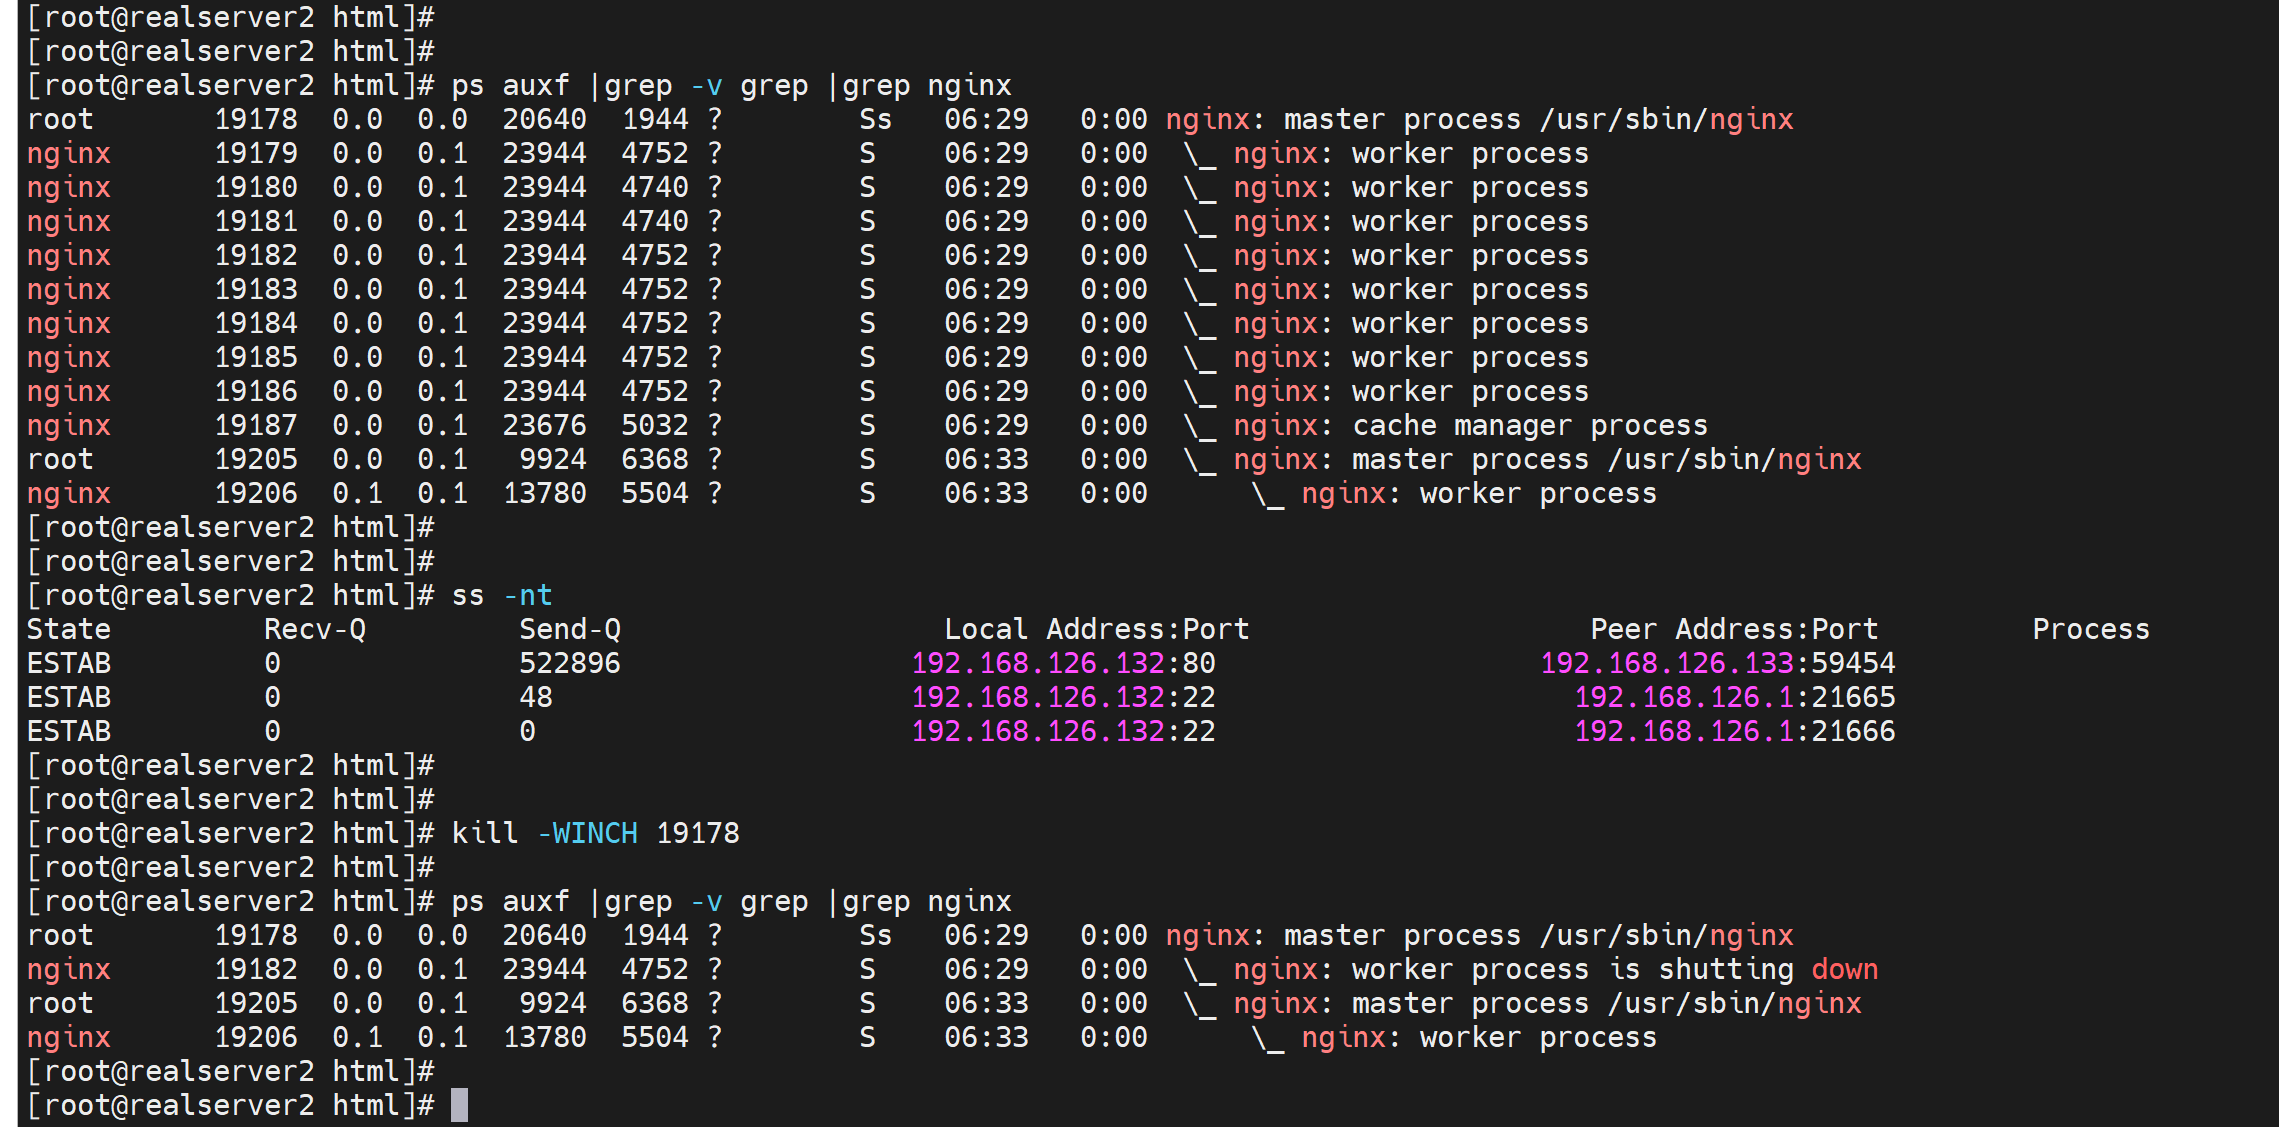 [root@realserver2 html]#
[root@realserver2 html]#
[root@realserver2 html]# ps auxf |grep -v grep |grep nginx
root       19178  0.0  0.0  20640  1944 ?        Ss   06:29   0:00 nginx: master process /usr/sbin/nginx
nginx      19179  0.0  0.1  23944  4752 ?        S    06:29   0:00  \_ nginx: worker process
nginx      19180  0.0  0.1  23944  4740 ?        S    06:29   0:00  \_ nginx: worker process
nginx      19181  0.0  0.1  23944  4740 ?        S    06:29   0:00  \_ nginx: worker process
nginx      19182  0.0  0.1  23944  4752 ?        S    06:29   0:00  \_ nginx: worker process
nginx      19183  0.0  0.1  23944  4752 ?        S    06:29   0:00  \_ nginx: worker process
nginx      19184  0.0  0.1  23944  4752 ?        S    06:29   0:00  \_ nginx: worker process
nginx      19185  0.0  0.1  23944  4752 ?        S    06:29   0:00  \_ nginx: worker process
nginx      19186  0.0  0.1  23944  4752 ?        S    06:29   0:00  \_ nginx: worker process
nginx      19187  0.0  0.1  23676  5032 ?        S    06:29   0:00  \_ nginx: cache manager process
root       19205  0.0  0.1   9924  6368 ?        S    06:33   0:00  \_ nginx: master process /usr/sbin/nginx
nginx      19206  0.1  0.1  13780  5504 ?        S    06:33   0:00      \_ nginx: worker process
[root@realserver2 html]#
[root@realserver2 html]#
[root@realserver2 html]# ss -nt
State         Recv-Q         Send-Q                   Local Address:Port                    Peer Address:Port         Process
ESTAB         0              522896                 192.168.126.132:80                   192.168.126.133:59454
ESTAB         0              48                     192.168.126.132:22                     192.168.126.1:21665
ESTAB         0              0                      192.168.126.132:22                     192.168.126.1:21666
[root@realserver2 html]#
[root@realserver2 html]#
[root@realserver2 html]# kill -WINCH 19178
[root@realserver2 html]#
[root@realserver2 html]# ps auxf |grep -v grep |grep nginx
root       19178  0.0  0.0  20640  1944 ?        Ss   06:29   0:00 nginx: master process /usr/sbin/nginx
nginx      19182  0.0  0.1  23944  4752 ?        S    06:29   0:00  \_ nginx: worker process is shutting down
root       19205  0.0  0.1   9924  6368 ?        S    06:33   0:00  \_ nginx: master process /usr/sbin/nginx
nginx      19206  0.1  0.1  13780  5504 ?        S    06:33   0:00      \_ nginx: worker process
[root@realserver2 html]#
[root@realserver2 html]#